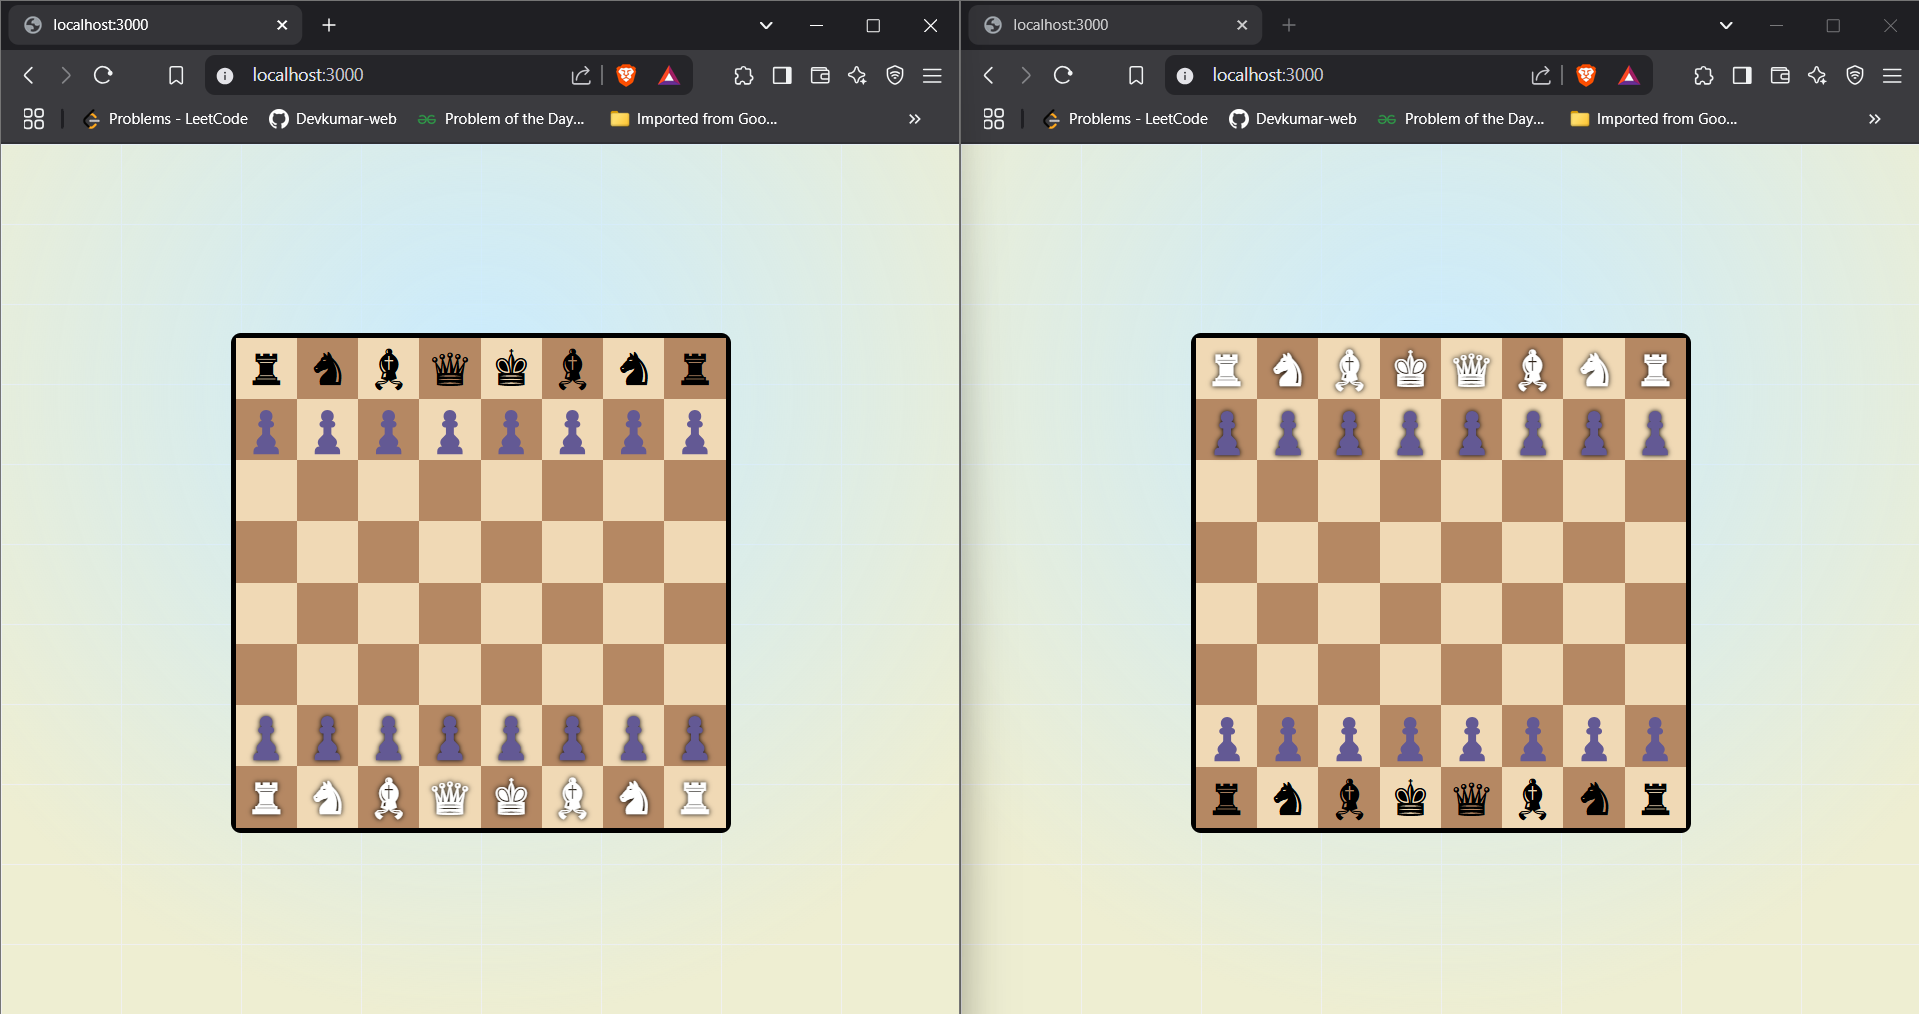 localhost:3000
localhost:3000
Problems - LeetCode
Devkumar-web
Problem of the Day...
Imported from Goo...
localhost:3000
localhost:3000
Problems - LeetCode
Devkumar-web
Problem of the Day...
Imported from Goo...